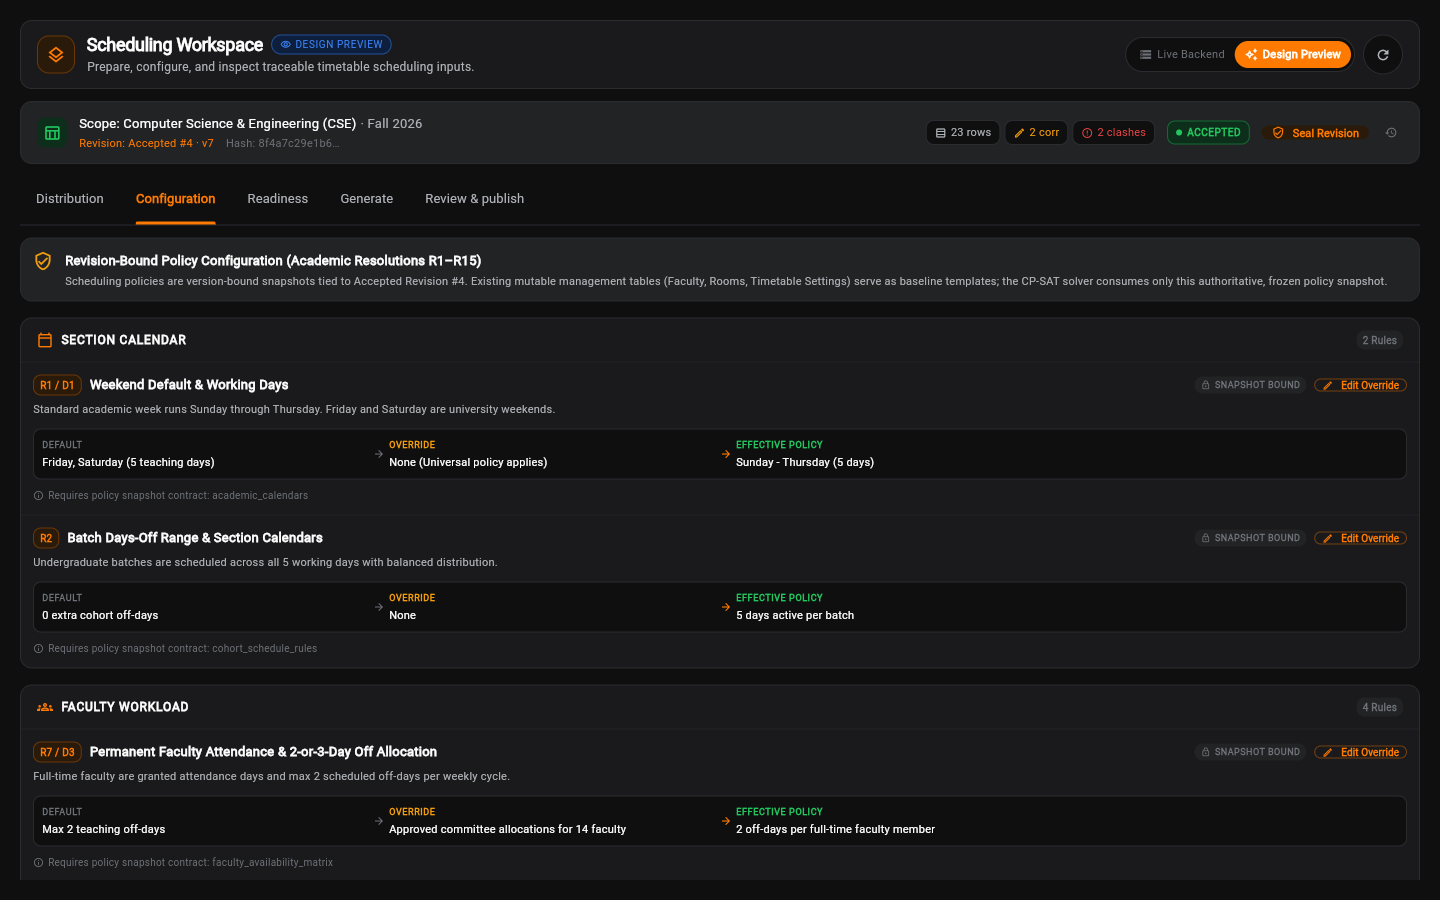 Scheduling Workspace DESIGN PREVIEW
Prepare, configure, and inspect traceable timetable scheduling inputs.
Live Backend Design Preview
Scope: Computer Science & Engineering (CSE) · Fall 2026
Revision: Accepted #4 · v7 Hash: 8f4a7c29e1b6...
23 rows 2 corr 2 clashes ACCEPTED Seal Revision
Distribution Configuration Readiness Generate Review & publish
Revision-Bound Policy Configuration (Academic Resolutions R1–R15)
Scheduling policies are version-bound snapshots tied to Accepted Revision #4. Existing mutable management tables (Faculty, Rooms, Timetable Settings) serve as baseline templates; the CP-SAT solver consumes only this authoritative, frozen policy snapshot.
SECTION CALENDAR 2 Rules
R1 / D1 Weekend Default & Working Days SNAPSHOT BOUND Edit Override
Standard academic week runs Sunday through Thursday. Friday and Saturday are university weekends.
DEFAULT OVERRIDE EFFECTIVE POLICY
Friday, Saturday (5 teaching days) → None (Universal policy applies) → Sunday - Thursday (5 days)
Requires policy snapshot contract: academic_calendars
R2 Batch Days-Off Range & Section Calendars SNAPSHOT BOUND Edit Override
Undergraduate batches are scheduled across all 5 working days with balanced distribution.
DEFAULT OVERRIDE EFFECTIVE POLICY
0 extra cohort off-days → None → 5 days active per batch
Requires policy snapshot contract: cohort_schedule_rules
FACULTY WORKLOAD 4 Rules
R7 / D3 Permanent Faculty Attendance & 2-or-3-Day Off Allocation SNAPSHOT BOUND Edit Override
Full-time faculty are granted attendance days and max 2 scheduled off-days per weekly cycle.
DEFAULT OVERRIDE EFFECTIVE POLICY
Max 2 teaching off-days → Approved committee allocations for 14 faculty → 2 off-days per full-time faculty member
Requires policy snapshot contract: faculty_availability_matrix